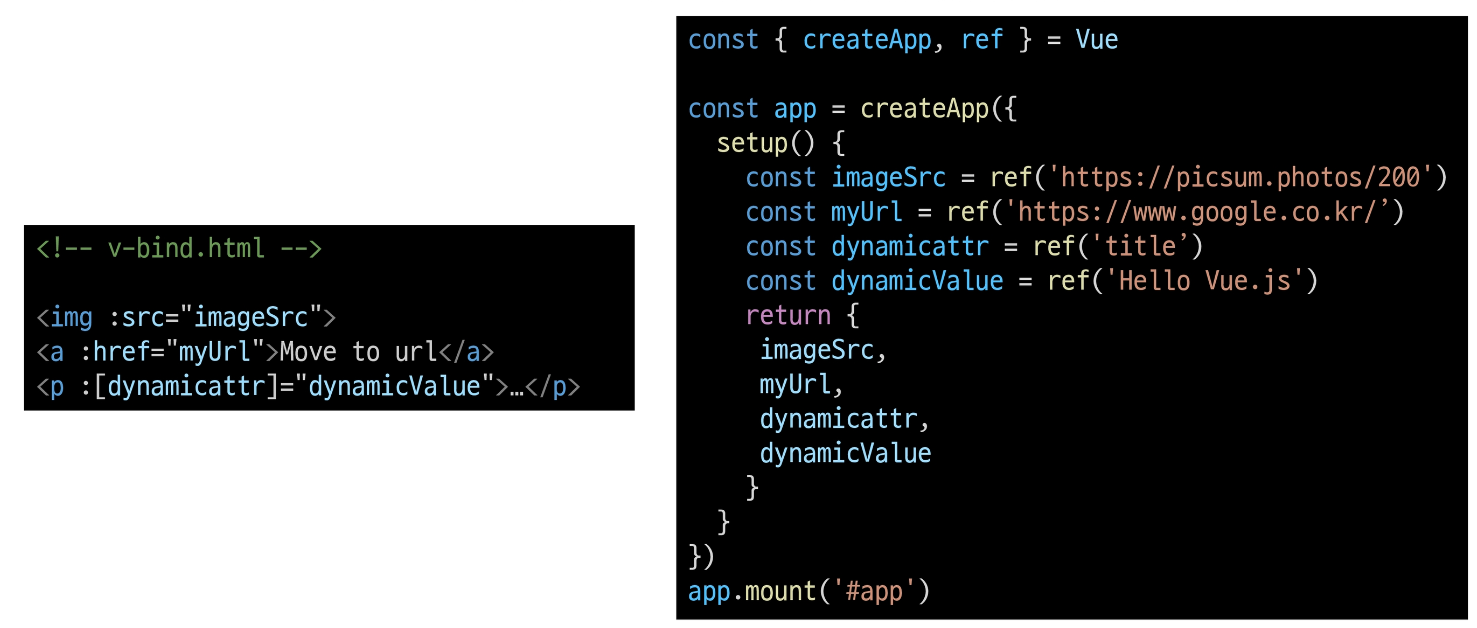 <!-- v-bind.html -->
<img :src="imageSrc">
<a :href="myUrl">Move to url</a>
<p :[dynamicattr]="dynamicValue">…</p>
const { createApp, ref } = Vue
const app = createApp({
setup() {
const imageSrc = ref('https://picsum.photos/200')
const myUrl = ref('https://www.google.co.kr/’)
const dynamicattr = ref('title’)
const dynamicValue = ref('Hello Vue.js')
return {
imageSrc,
myUrl,
dynamicattr,
dynamicValue
}
}
})
app.mount('#app')